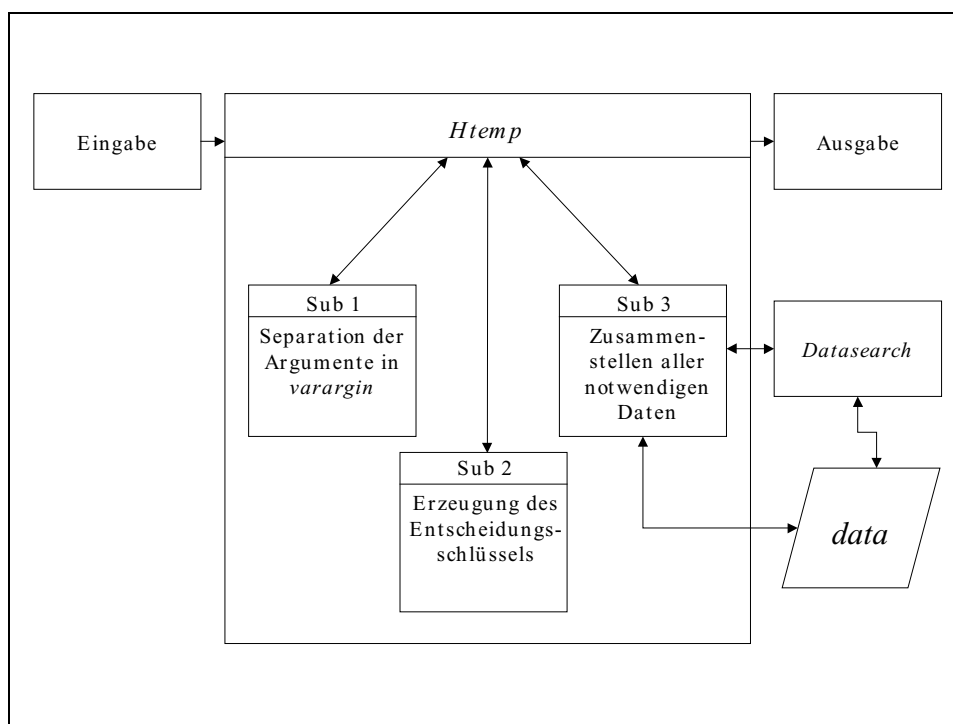 Eingabe
Htemp
Ausgabe
Sub 1
Separation der
Argumente in
varargin
Sub 2
Erzeugung des
Entscheidungs-
schlüssels
Sub 3
Zusammen-
stellen aller
notwendigen
Daten
Datasearch
data